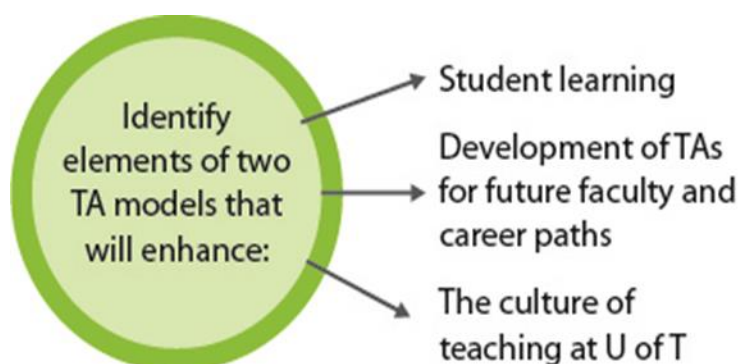 Identify
elements of two
TA models that
will enhance:
Student learning
Development of TAs
for future faculty and
career paths
The culture of
teaching at U of T